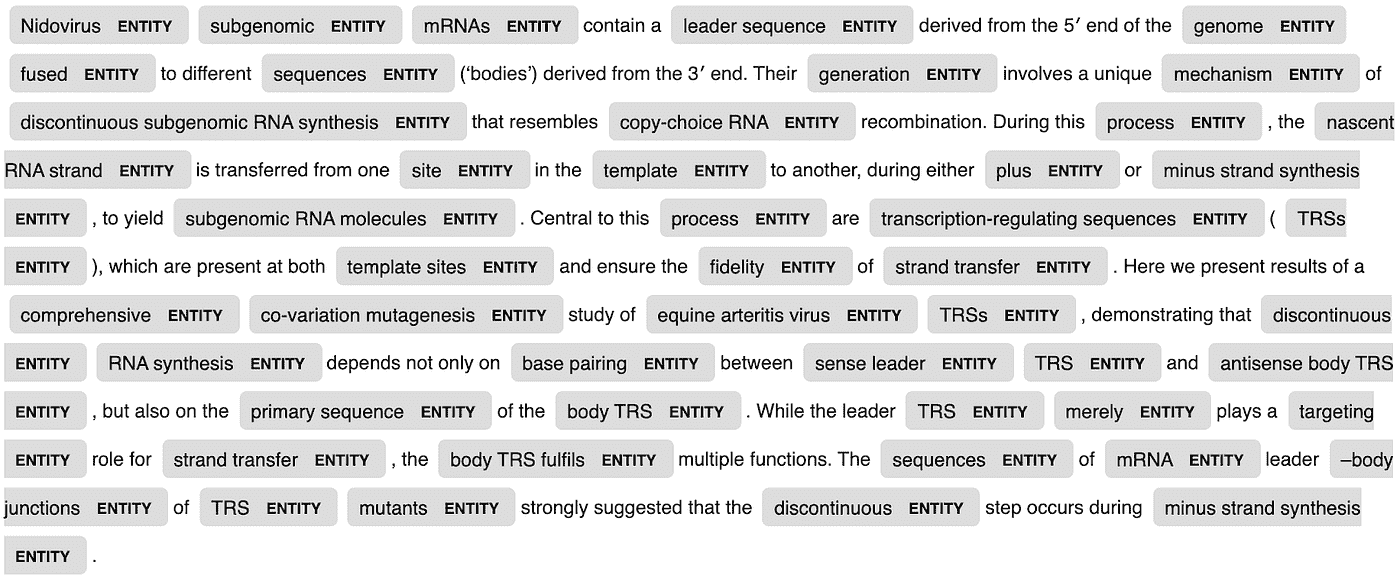 Nidovirus ENTITY subgenomic ENTITY mRNAs ENTITY contain a leader sequence ENTITY derived from the 5′ end of the genome ENTITY
fused ENTITY to different sequences ENTITY (‘bodies’) derived from the 3′ end. Their generation ENTITY involves a unique mechanism ENTITY of
discontinuous subgenomic RNA synthesis ENTITY that resembles copy-choice RNA ENTITY recombination. During this process ENTITY , the nascent
RNA strand ENTITY is transferred from one site ENTITY in the template ENTITY to another, during either plus ENTITY or minus strand synthesis
ENTITY , to yield subgenomic RNA molecules ENTITY . Central to this process ENTITY are transcription-regulating sequences ENTITY ( TRSs
ENTITY ), which are present at both template sites ENTITY and ensure the fidelity ENTITY of strand transfer ENTITY . Here we present results of a
comprehensive ENTITY co-variation mutagenesis ENTITY study of equine arteritis virus ENTITY TRSs ENTITY , demonstrating that discontinuous
ENTITY RNA synthesis ENTITY depends not only on base pairing ENTITY between sense leader ENTITY TRS ENTITY and antisense body TRS
ENTITY , but also on the primary sequence ENTITY of the body TRS ENTITY . While the leader TRS ENTITY merely ENTITY plays a targeting
ENTITY role for strand transfer ENTITY , the body TRS fulfils ENTITY multiple functions. The sequences ENTITY of mRNA ENTITY leader –body
junctions ENTITY of TRS ENTITY mutants ENTITY strongly suggested that the discontinuous ENTITY step occurs during minus strand synthesis
ENTITY .